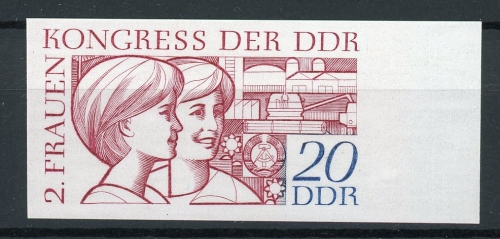 2. FRAUEN
KONGRESS DER DDR
20
DDR